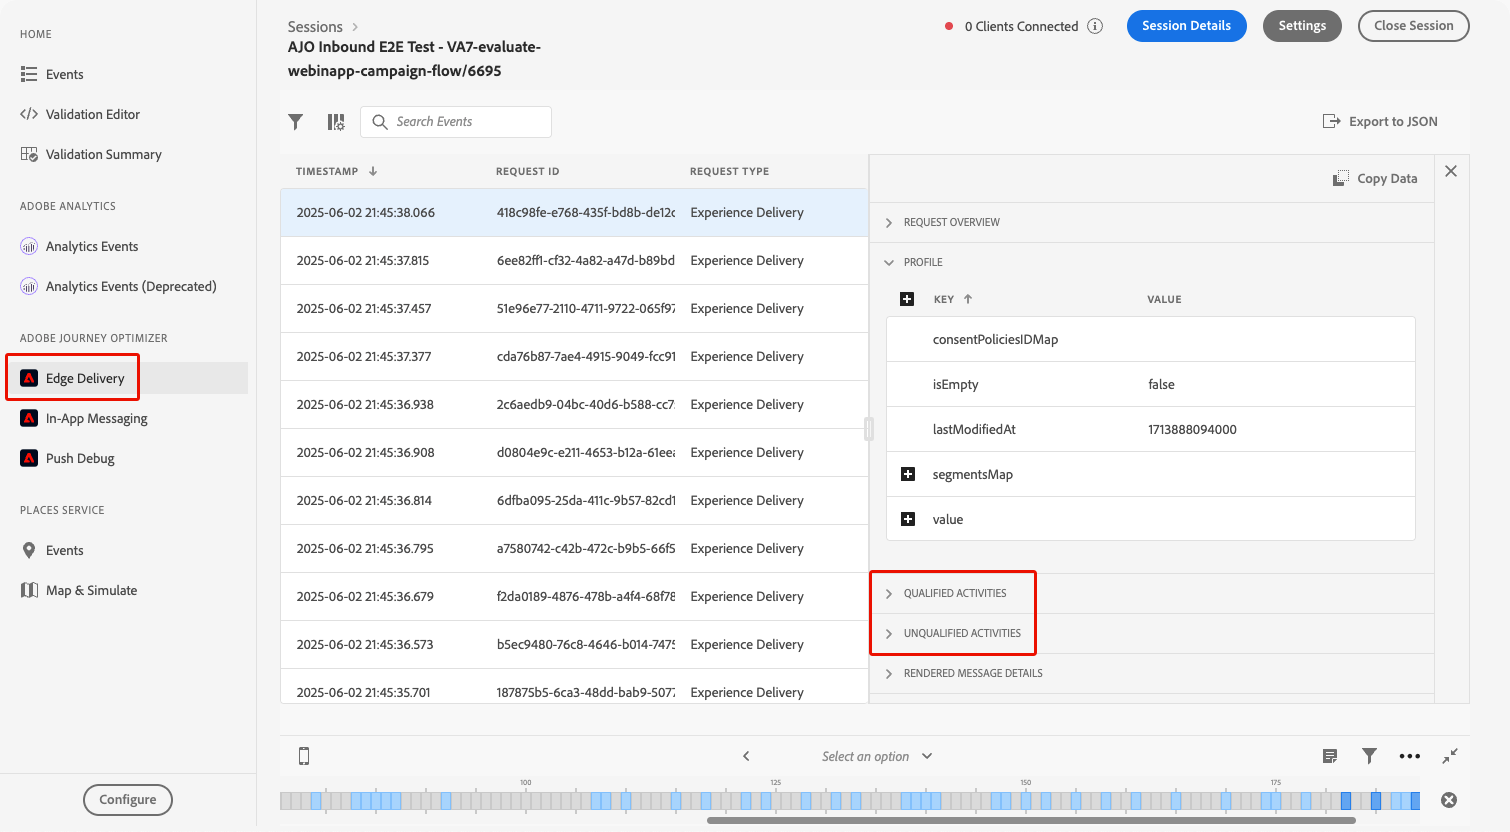 HOME
Events
Validation Editor
Validation Summary
ADOBE ANALYTICS
Analytics Events
Analytics Events (Deprecated)
ADOBE JOURNEY OPTIMIZER
Edge Delivery
In-App Messaging
Push Debug
PLACES SERVICE
Events
Map & Simulate
Configure
Sessions
AJO Inbound E2E Test - VA7-evaluate-
webinapp-campaign-flow/6695
0 Clients Connected
Session Details
Settings
Close Session
Search Events
Export to JSON
TIMESTAMP REQUEST ID REQUEST TYPE
2025-06-02 21:45:38.066 418c98fe-e768-435f-bd8b-de12c Experience Delivery
2025-06-02 21:45:37.815 6ee82ff1-cf32-4a82-a47d-b89bd Experience Delivery
2025-06-02 21:45:37.457 51e96e77-2110-4711-9722-065f97 Experience Delivery
2025-06-02 21:45:37.377 cda76b87-7ae4-4915-9049-fcc91 Experience Delivery
2025-06-02 21:45:36.938 2c6aedb9-04bc-40d6-b588-cc7 Experience Delivery
2025-06-02 21:45:36.908 d0804e9c-e211-4653-b12a-61eea Experience Delivery
2025-06-02 21:45:36.814 6dfba095-25da-411c-9b57-82cd1 Experience Delivery
2025-06-02 21:45:36.795 a7580742-c42b-472c-b9b5-66f5 Experience Delivery
2025-06-02 21:45:36.679 f2da0189-4876-478b-a4f4-68f78 Experience Delivery
2025-06-02 21:45:36.573 b5ec9480-76c8-4646-b014-7475 Experience Delivery
2025-06-02 21:45:35.701 187875b5-6ca3-48dd-bab9-5077 Experience Delivery
Copy Data
REQUEST OVERVIEW
PROFILE
KEY VALUE
consentPoliciesIDMap
isEmpty false
lastModifiedAt 1713888094000
segmentsMap
value
QUALIFIED ACTIVITIES
UNQUALIFIED ACTIVITIES
RENDERED MESSAGE DETAILS
Select an option
100 125 150 175